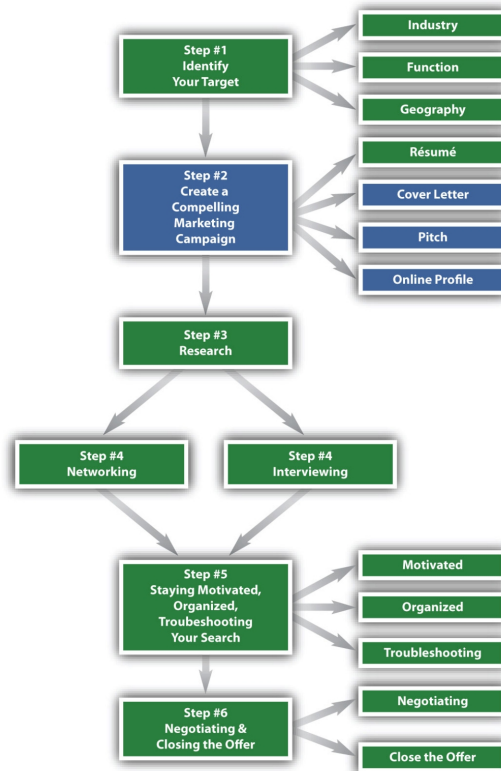 Step #1
Identify
Your Target
Industry
Function
Geography
Step #2
Create a
Compelling
Marketing
Campaign
Résumé
Cover Letter
Pitch
Online Profile
Step #3
Research
Step #4
Networking
Step #4
Interviewing
Step #5
Staying Motivated,
Organized,
Troubeshooting
Your Search
Motivated
Organized
Troubleshooting
Step #6
Negotiating &
Closing the Offer
Negotiating
Close the Offer